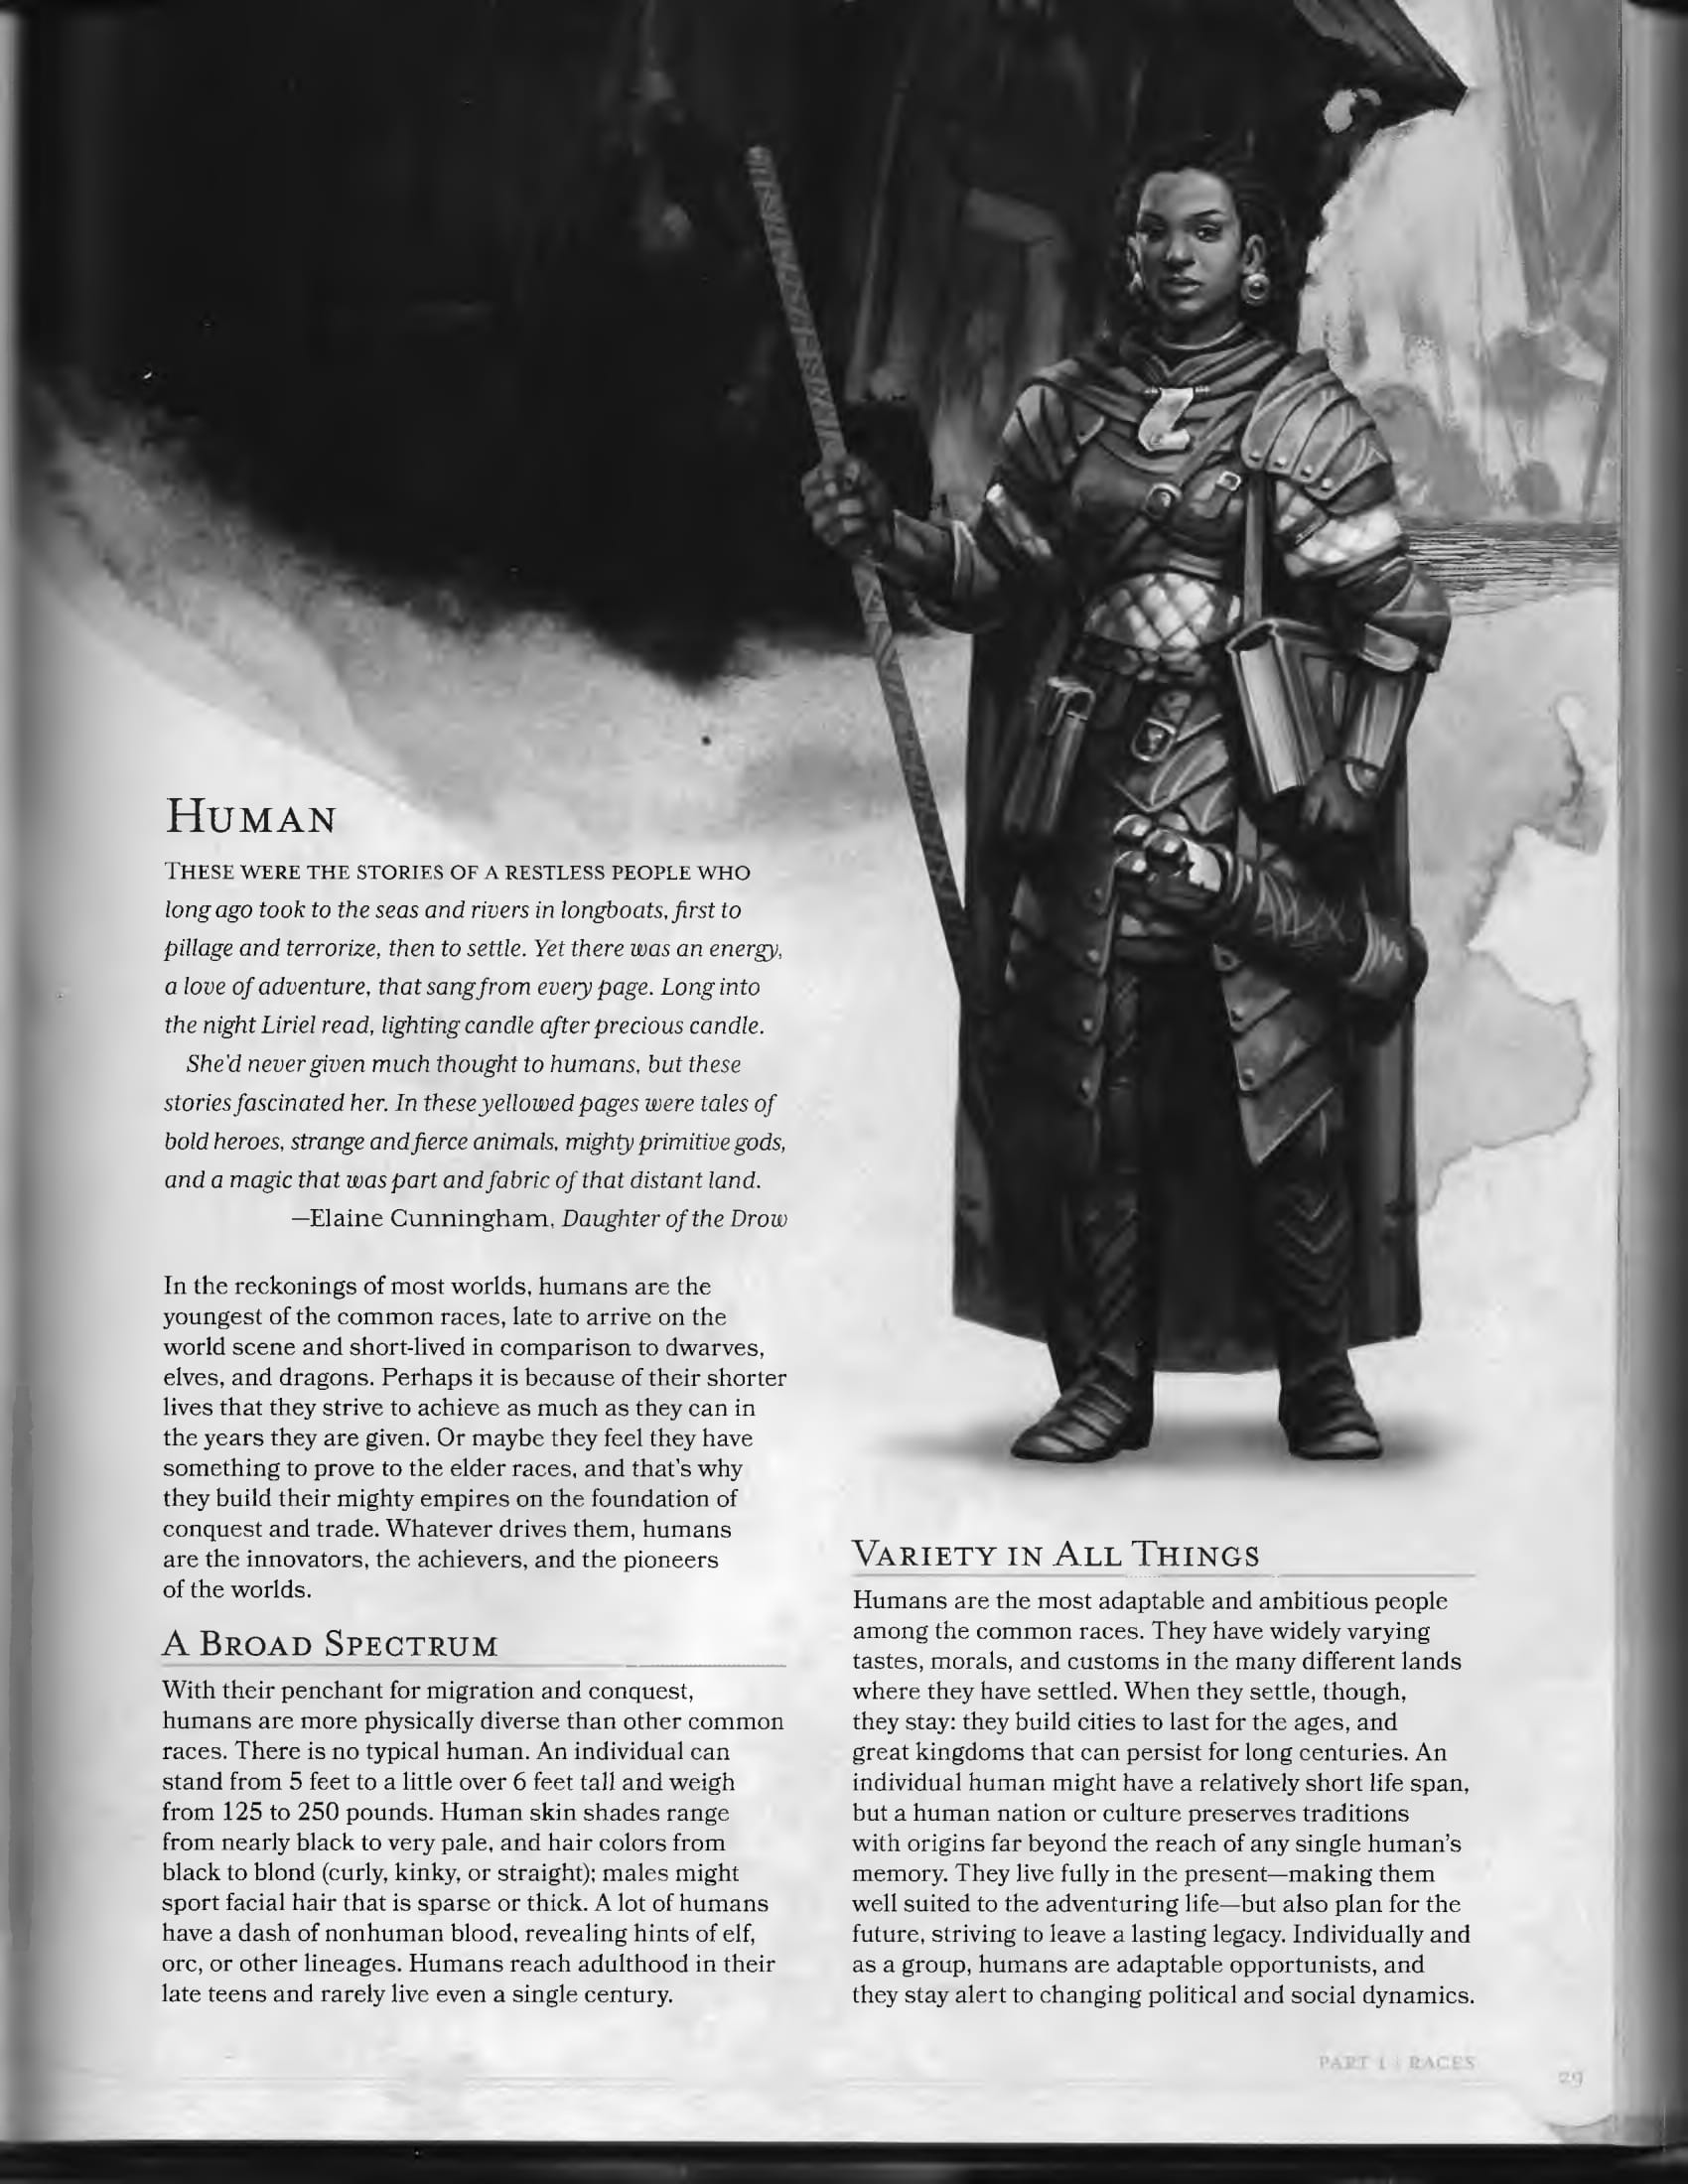 HUMAN
THESE WERE THE STORIES OF A RESTLESS PEOPLE WHO
long ago took to the seas and rivers in longboats, first to
pillage and terrorize, then to settle. Yet there was an energy,
a love of adventure, that sang from every page. Long into
the night Liriel read, lighting candle after precious candle.
She'd never given much thought to humans, but these
stories fascinated her. In these yellowed pages were tales of
bold heroes, strange and fierce animals, mighty primitive gods,
and a magic that was part and fabric of that distant land.
—Elaine Cunningham, Daughter of the Drow
In the reckonings of most worlds, humans are the
youngest of the common races, late to arrive on the
world scene and short-lived in comparison to dwarves,
elves, and dragons. Perhaps it is because of their shorter
lives that they strive to achieve as much as they can in
the years they are given. Or maybe they feel they have
something to prove to the elder races, and that's why
they build their mighty empires on the foundation of
conquest and trade. Whatever drives them, humans
are the innovators, the achievers, and the pioneers
of the worlds.
A BROAD SPECTRUM
With their penchant for migration and conquest,
humans are more physically diverse than other common
races. There is no typical human. An individual can
stand from 5 feet to a little over 6 feet tall and weigh
from 125 to 250 pounds. Human skin shades range
from nearly black to very pale, and hair colors from
black to blond (curly, kinky, or straight); males might
sport facial hair that is sparse or thick. A lot of humans
have a dash of nonhuman blood, revealing hints of elf,
orc, or other lineages. Humans reach adulthood in their
late teens and rarely live even a single century.
VARIETY IN ALL THINGS
Humans are the most adaptable and ambitious people
among the common races. They have widely varying
tastes, morals, and customs in the many different lands
where they have settled. When they settle, though,
they stay: they build cities to last for the ages, and
great kingdoms that can persist for long centuries. An
individual human might have a relatively short life span,
but a human nation or culture preserves traditions
with origins far beyond the reach of any single human's
memory. They live fully in the present—making them
well suited to the adventuring life—but also plan for the
future, striving to leave a lasting legacy. Individually and
as a group, humans are adaptable opportunists, and
they stay alert to changing political and social dynamics.
PART 1 | RACES
29